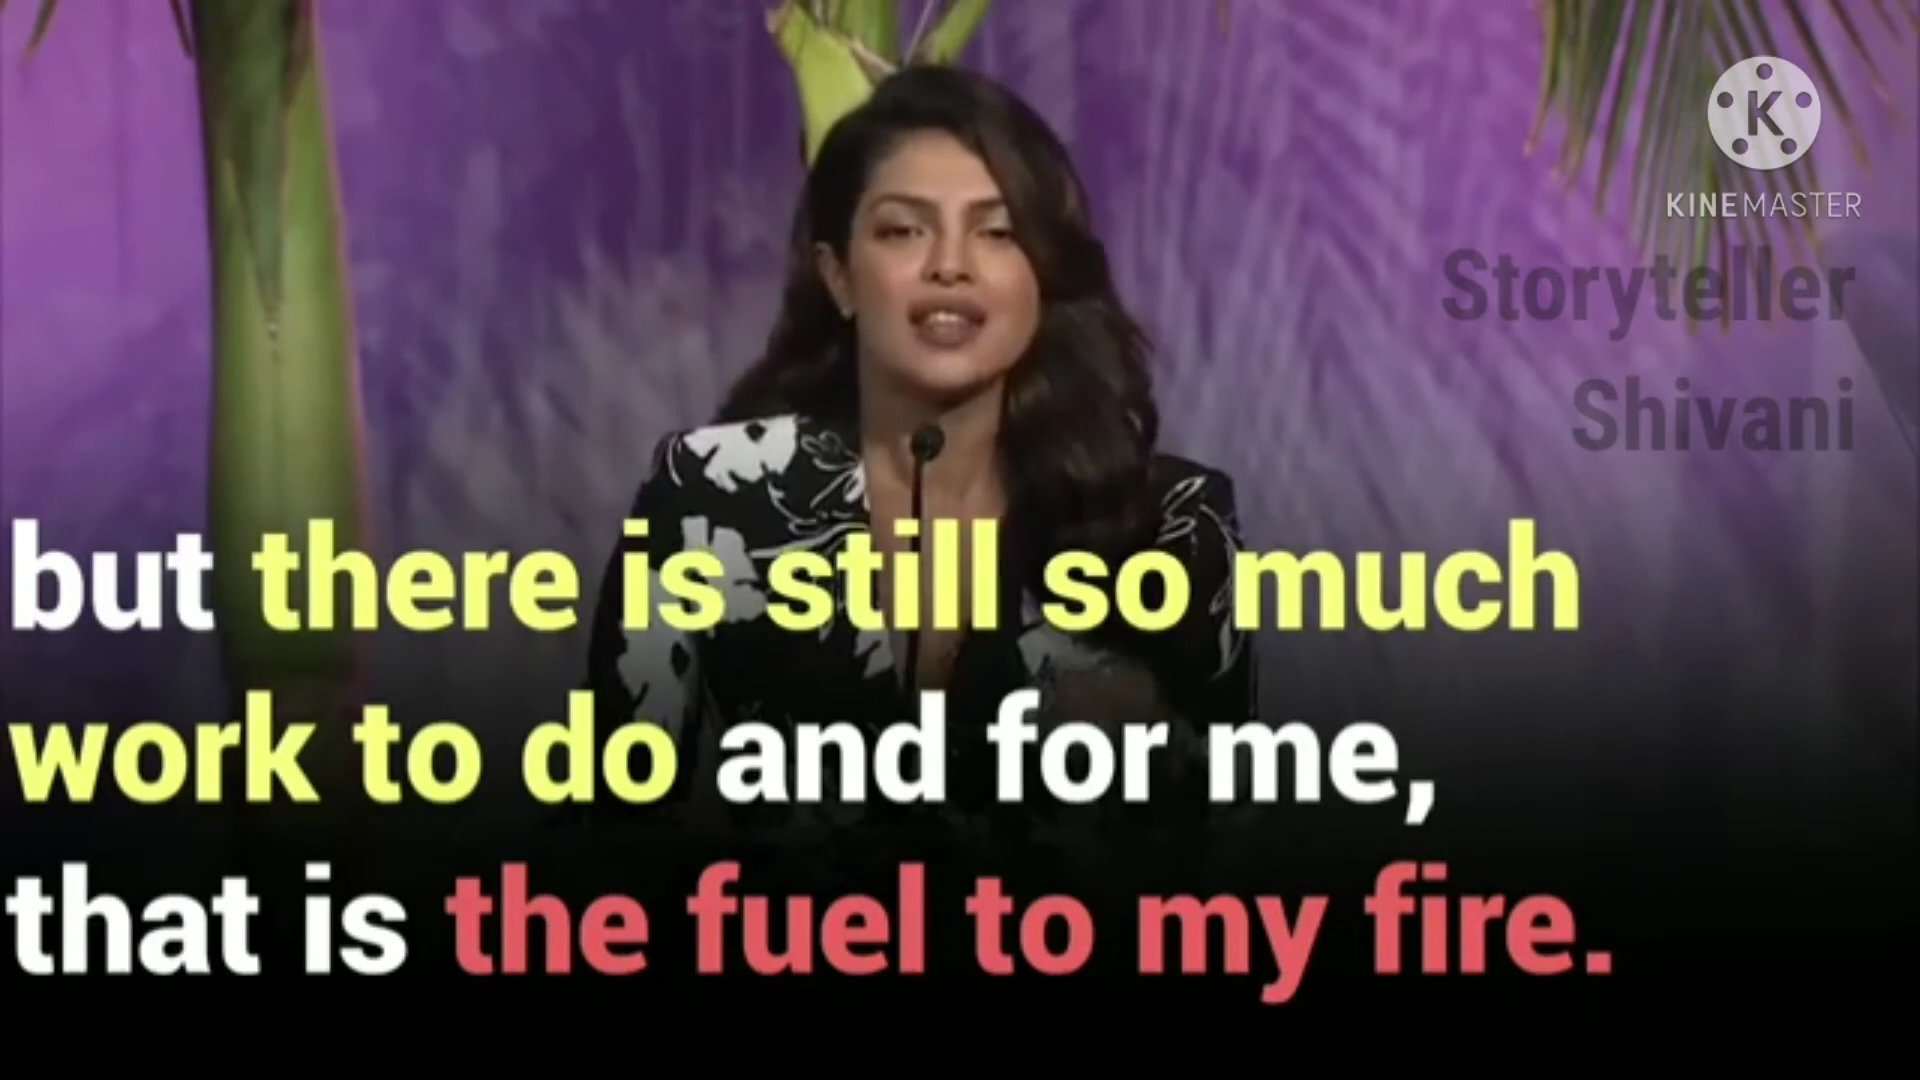 K
KINEMASTER
Storyteller
Shivani
but there is still so much
work to do and for me,
that is the fuel to my fire.